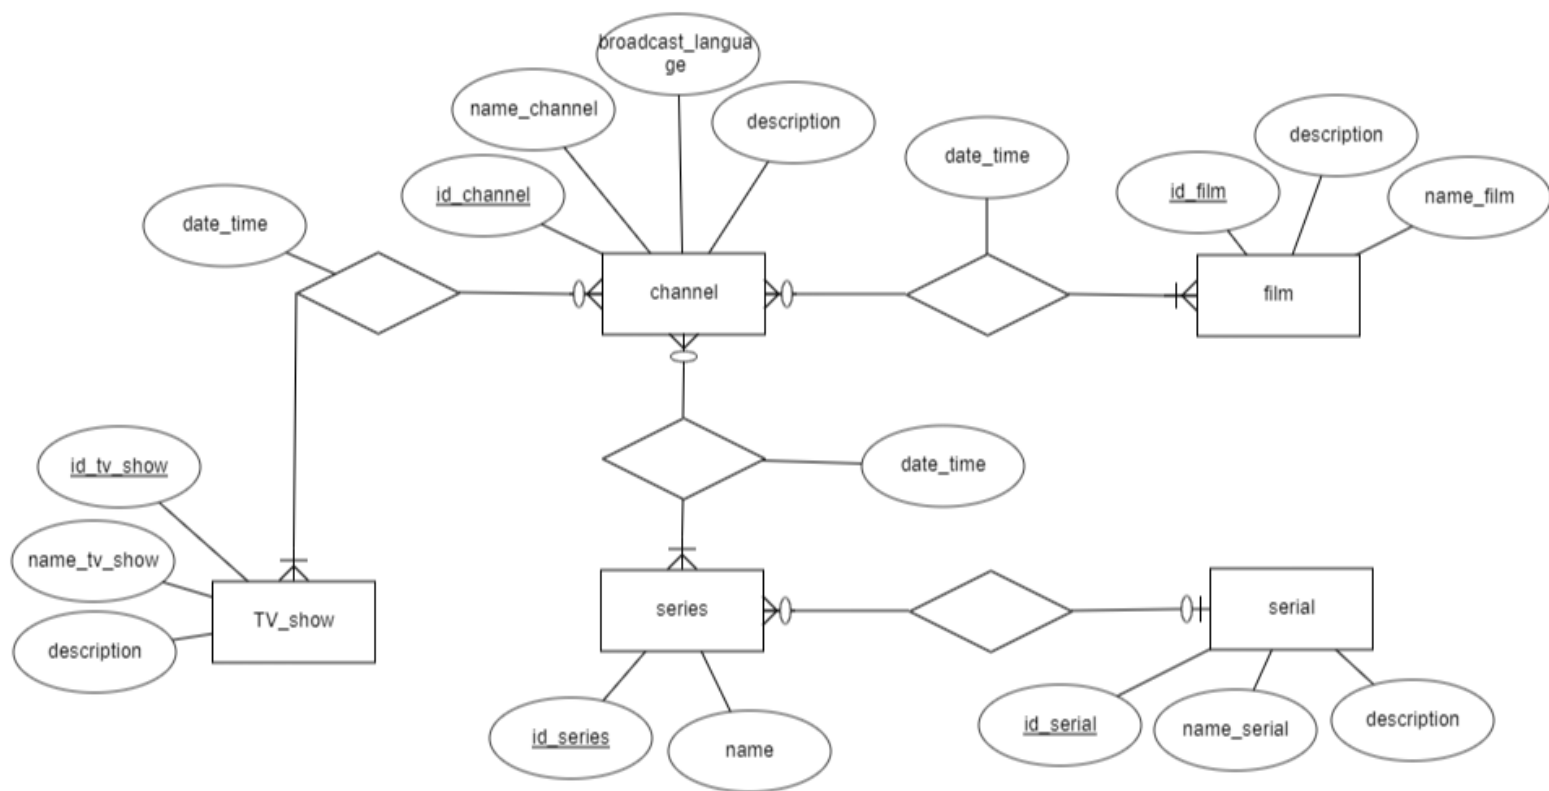 broadcast_langua
ge
name_channel
description
id_channel
date_time
channel
date_time
id_film
description
name_film
film
date_time
id_tv_show
name_tv_show
description
TV_show
series
id_series
name
serial
id_serial
name_serial
description